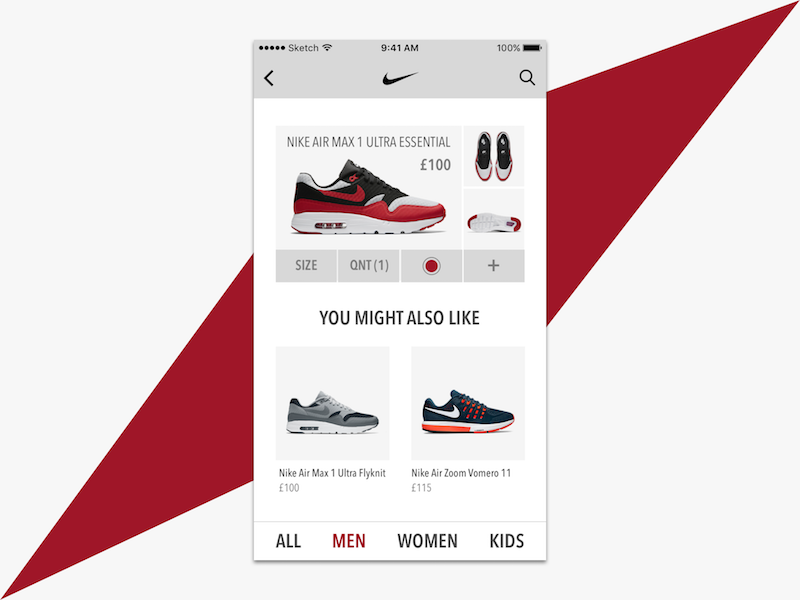 Sketch 9:41 AM 100%
NIKE AIR MAX 1 ULTRA ESSENTIAL
£100
SIZE QNT (1) +
YOU MIGHT ALSO LIKE
Nike Air Max 1 Ultra Flyknit
£100
Nike Air Zoom Vomero 11
£115
ALL MEN WOMEN KIDS